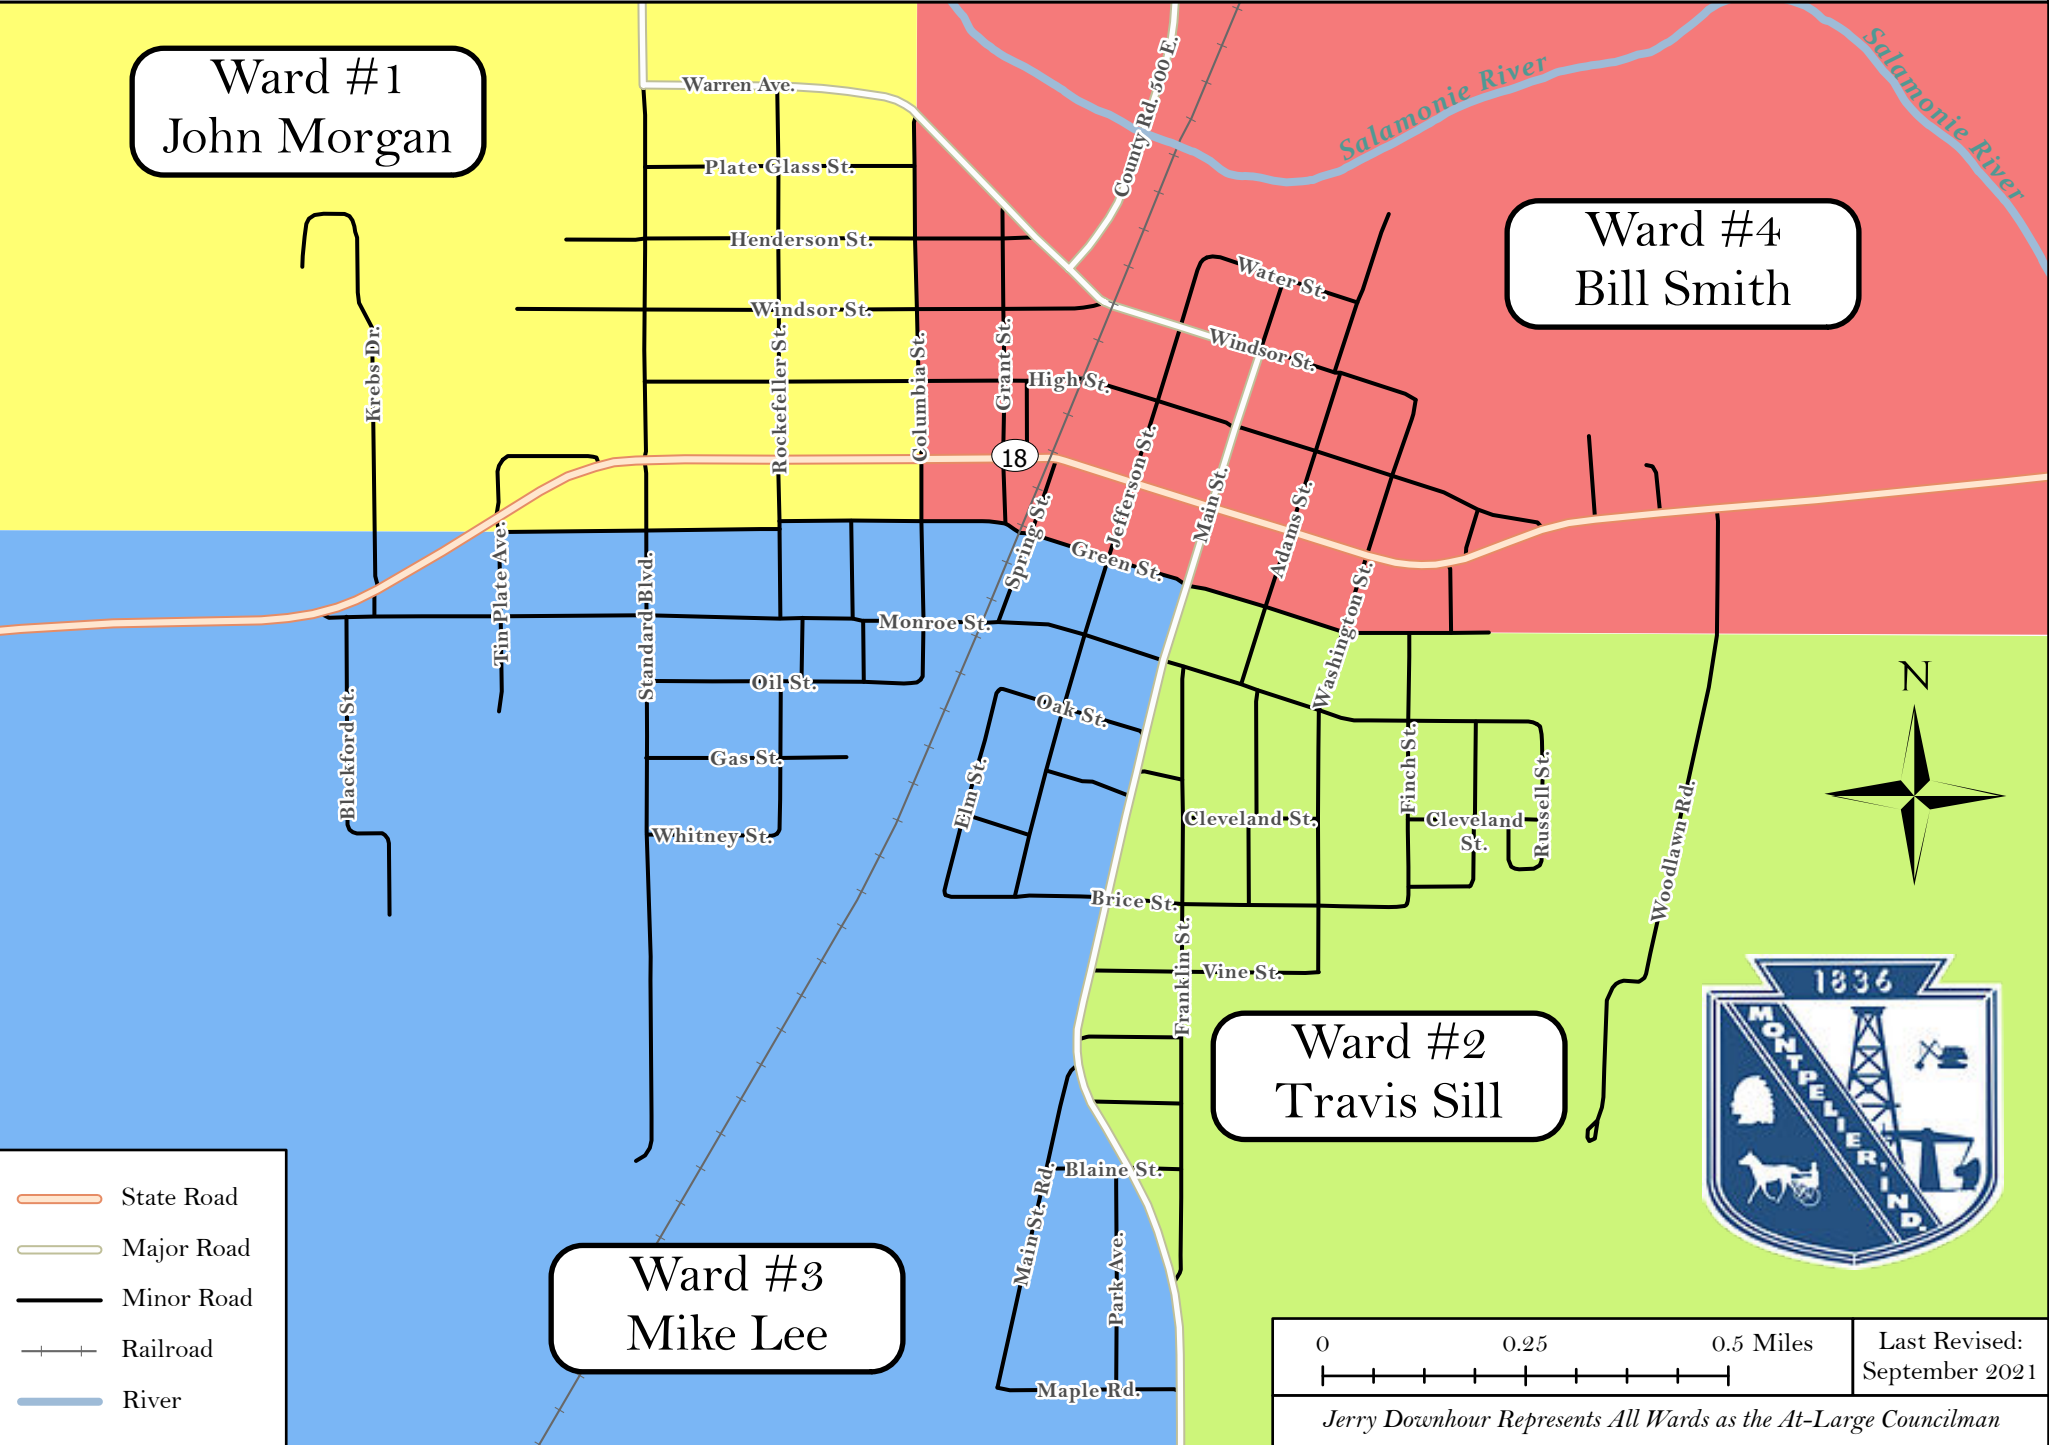 Ward #1
John Morgan
Warren Ave.
Plate Glass St.
Henderson St.
Windsor St.
County Rd. 500 E.
Salamonie River
Salamonie River
Ward #4
Bill Smith
Water St.
Windsor St.
Krebs Dr.
Rockefeller St.
Columbia St.
Grant St.
High St.
18
Spring St.
Jefferson St.
Main St.
Adams St.
Washington St.
Green St.
Tin Plate Ave.
Standard Blvd.
Monroe St.
Oil St.
Oak St.
Blackford St.
Gas St.
Elm St.
Whitney St.
Cleveland St.
Finch St.
Cleveland
St.
Russell St.
Woodlawn Rd.
N
Brice St.
Franklin St.
Vine St.
Ward #2
Travis Sill
1836
MONTPELIER IND.
Blaine St.
Main St. Rd.
Park Ave.
Maple Rd.
Ward #3
Mike Lee
State Road
Major Road
Minor Road
Railroad
River
0 0.25 0.5 Miles
Last Revised:
September 2021
Jerry Downhour Represents All Wards as the At-Large Councilman